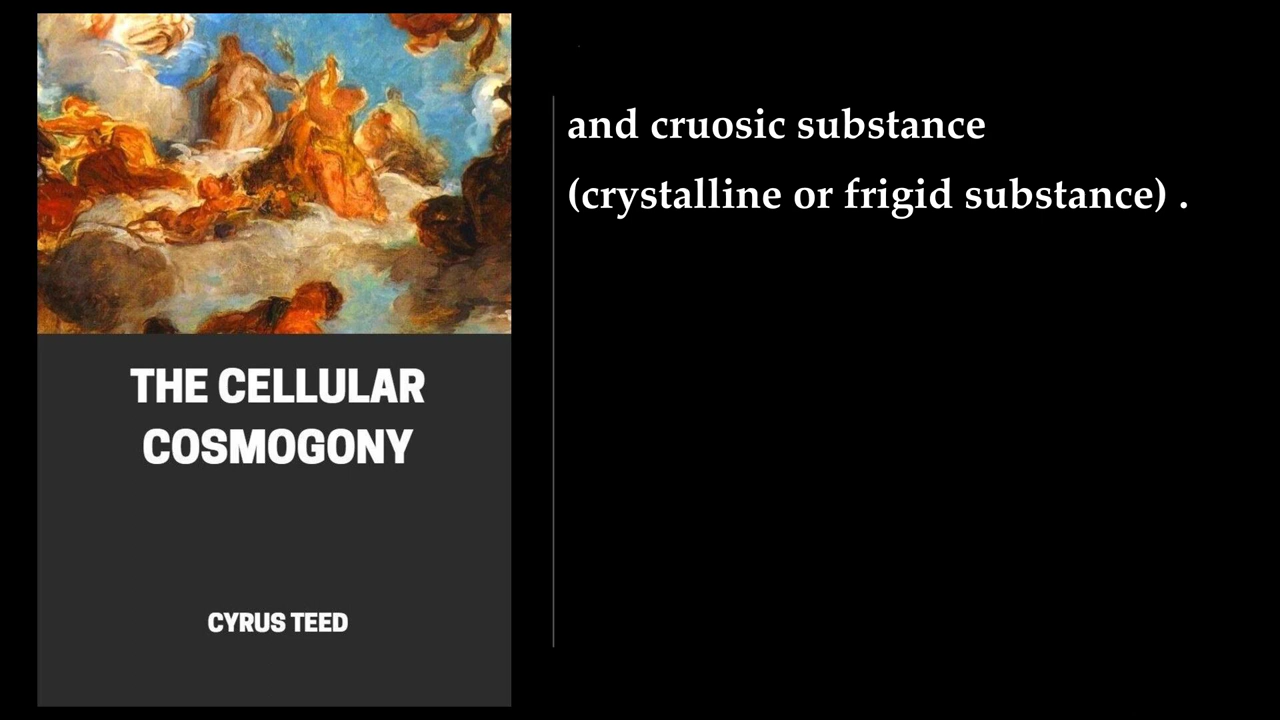 THE CELLULAR
COSMOGONY
CYRUS TEED
and cruosic substance
(crystalline or frigid substance) .